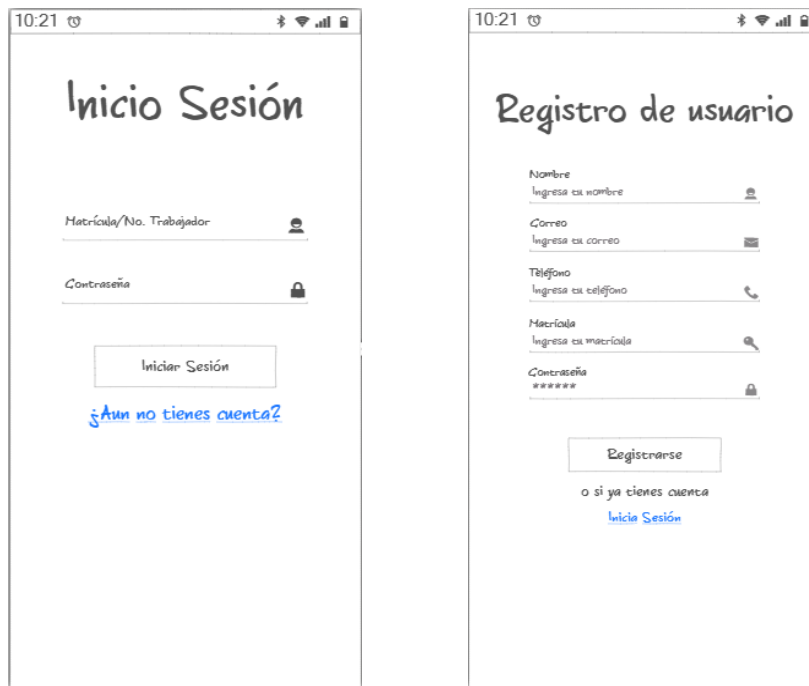 10:21
Inicio Sesión
Matrícula/No. Trabajador
Contraseña
Iniciar Sesión
¿Aun no tienes cuenta?
10:21
Registro de usuario
Nombre
Ingresa tu nombre
Correo
Ingresa tu correo
Teléfono
Ingresa tu teléfono
Matrícula
Ingresa tu matrícula
Contraseña
******
Registrarse
o si ya tienes cuenta
Inicia Sesión